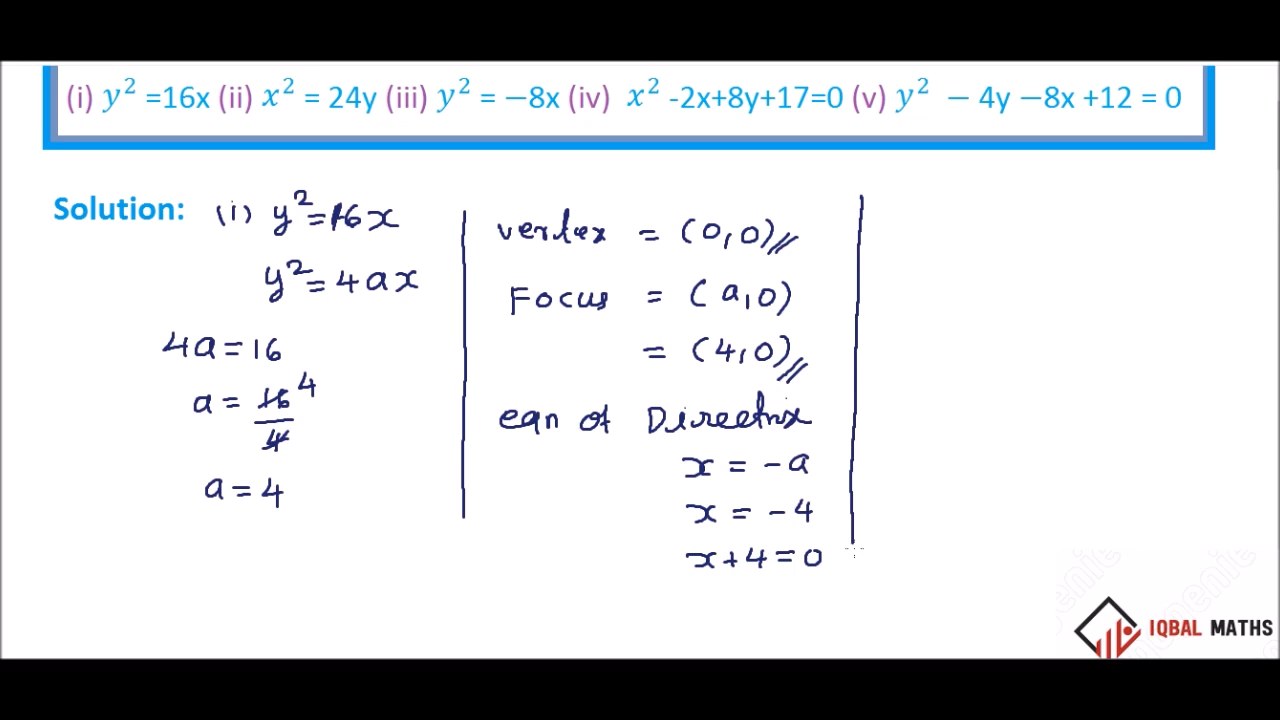 (i) y² =16x (ii) x² = 24y (iii) y² = −8x (iv) x² -2x+8y+17=0 (v) y² − 4y −8x +12 = 0
Solution: (i) y²=16x
y²=4ax
4a=16
a = 16/4 4
a=4
vertex = (0,0)//
Focus = (a,0)
= (4,0)//
eqn of Directrix
x = -a
x = -4
x+4=0
IQBAL MATHS